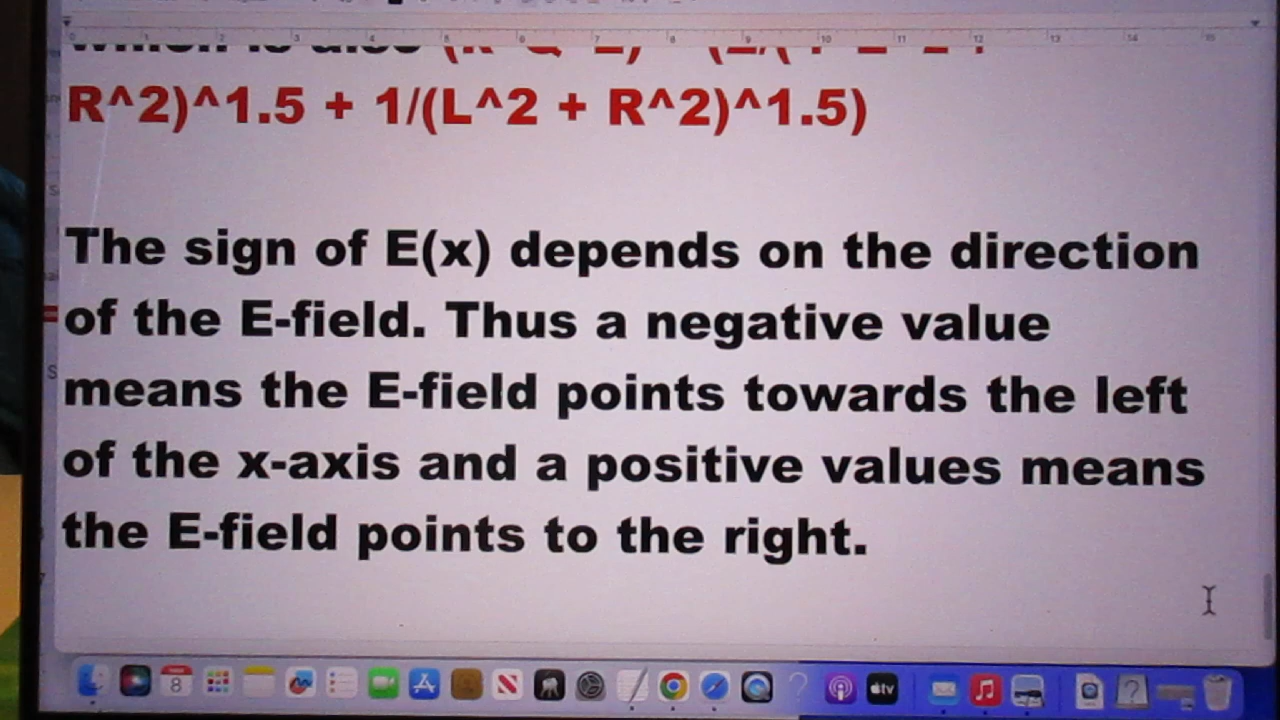 R^2)^1.5 + 1/(L^2 + R^2)^1.5)
The sign of E(x) depends on the direction
of the E-field. Thus a negative value
means the E-field points towards the left
of the x-axis and a positive values means
the E-field points to the right.